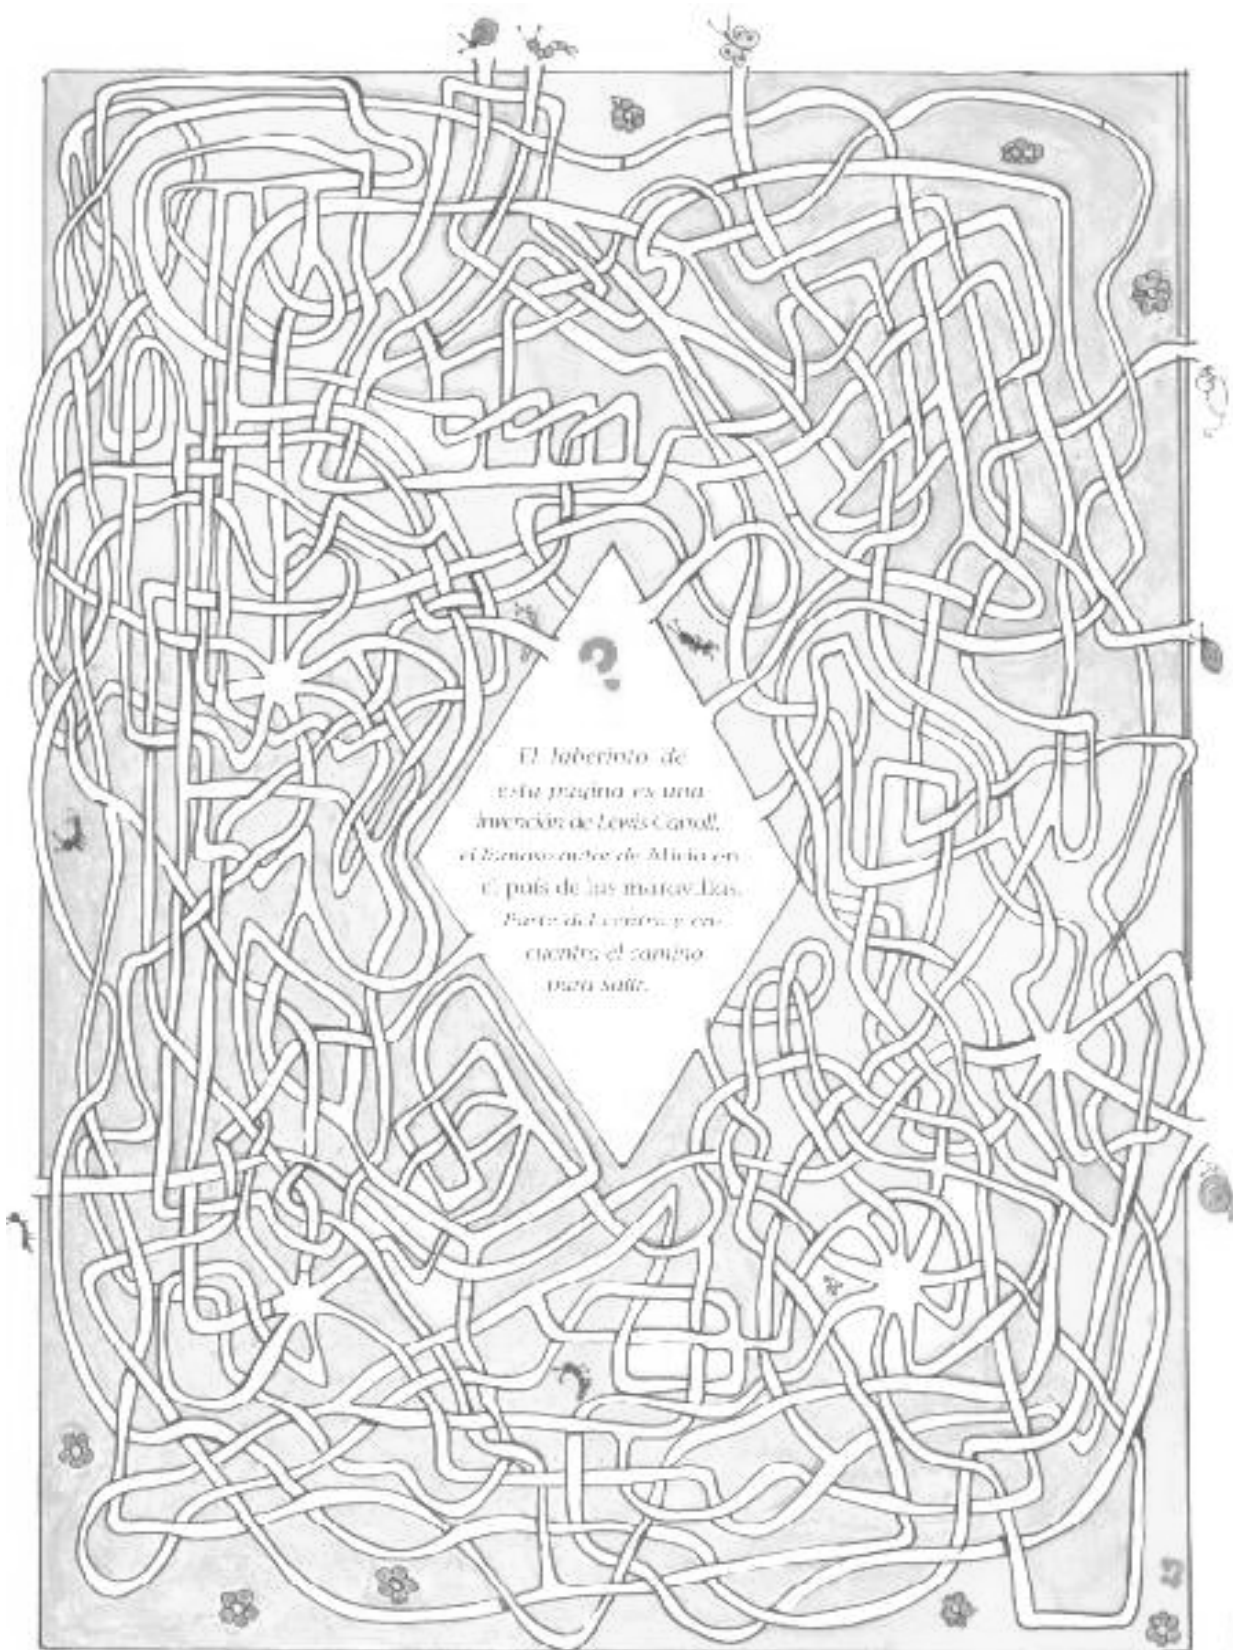 ?
El laberinto de
esta página es una
invención de Lewis Carroll,
el famoso autor de Alicia en
el país de las maravillas.
Parte del centro y en-
cuentra el camino
para salir.